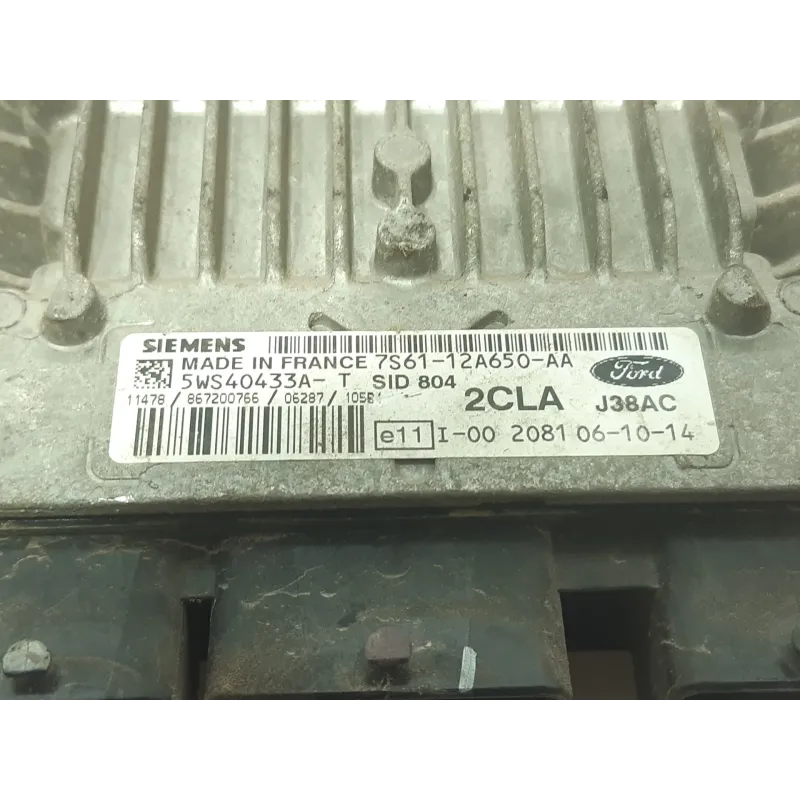 SIEMENS
MADE IN FRANCE 7S61-12A650-AA
5WS40433A-T SID 804
Ford
11478 / 867200766 / 06287 / 1056
2CLA J38AC
e11 I-00 2081 06-10-14